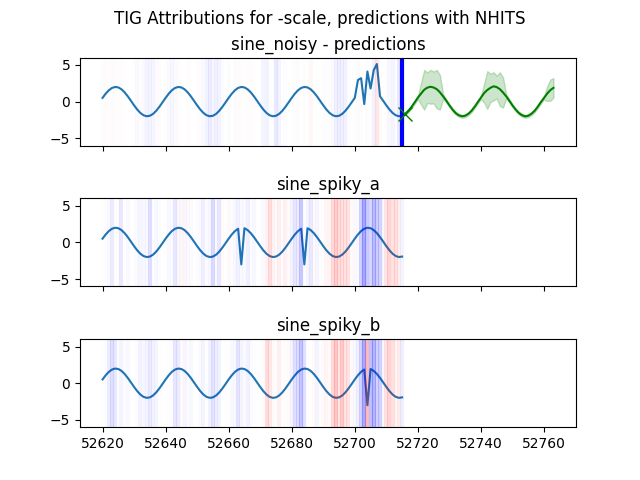 TIG Attributions for -scale, predictions with NHITS
sine_noisy - predictions
5
0
−5
sine_spiky_a
5
0
−5
sine_spiky_b
5
0
−5
52620 52640 52660 52680 52700 52720 52740 52760